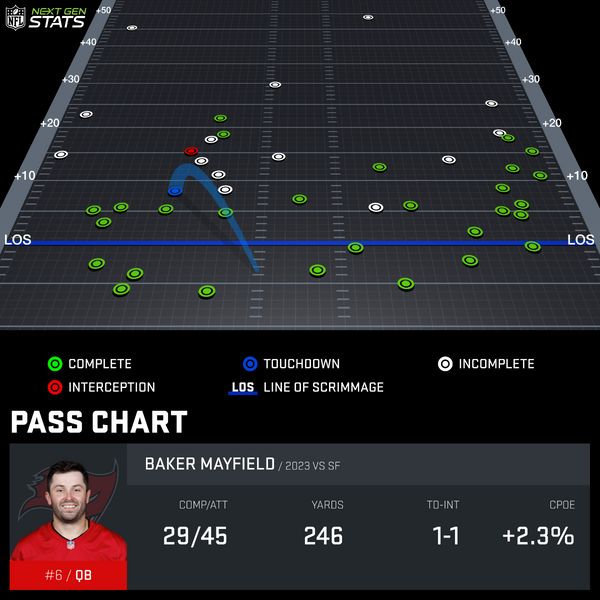 NFL NEXT GEN STATS
+50 +50
+40 +40
+30 +30
+20 +20
+10 +10
LOS LOS
COMPLETE TOUCHDOWN INCOMPLETE
INTERCEPTION LOS LINE OF SCRIMMAGE
PASS CHART
BAKER MAYFIELD / 2023 VS SF
COMP/ATT YARDS TD-INT CPOE
29/45 246 1-1 +2.3%
#6 / QB